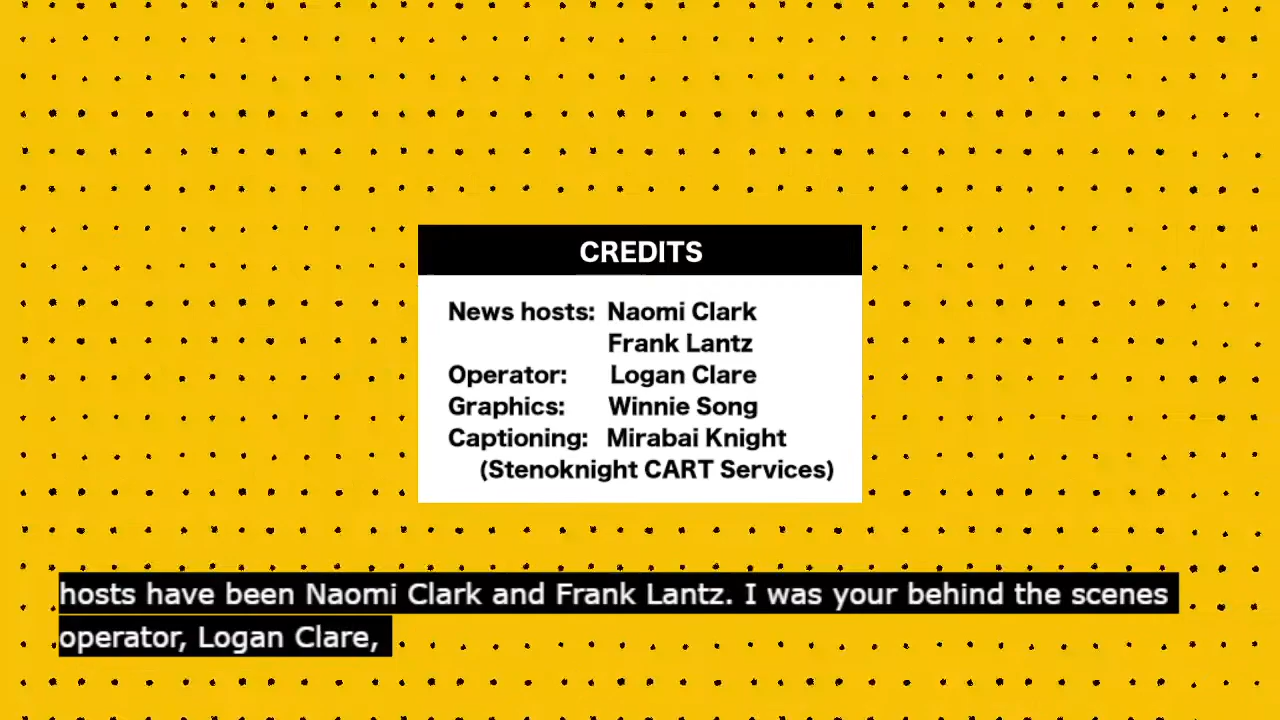 CREDITS
News hosts: Naomi Clark
Frank Lantz
Operator: Logan Clare
Graphics: Winnie Song
Captioning: Mirabai Knight
(Stenoknight CART Services)
hosts have been Naomi Clark and Frank Lantz. I was your behind the scenes
operator, Logan Clare,